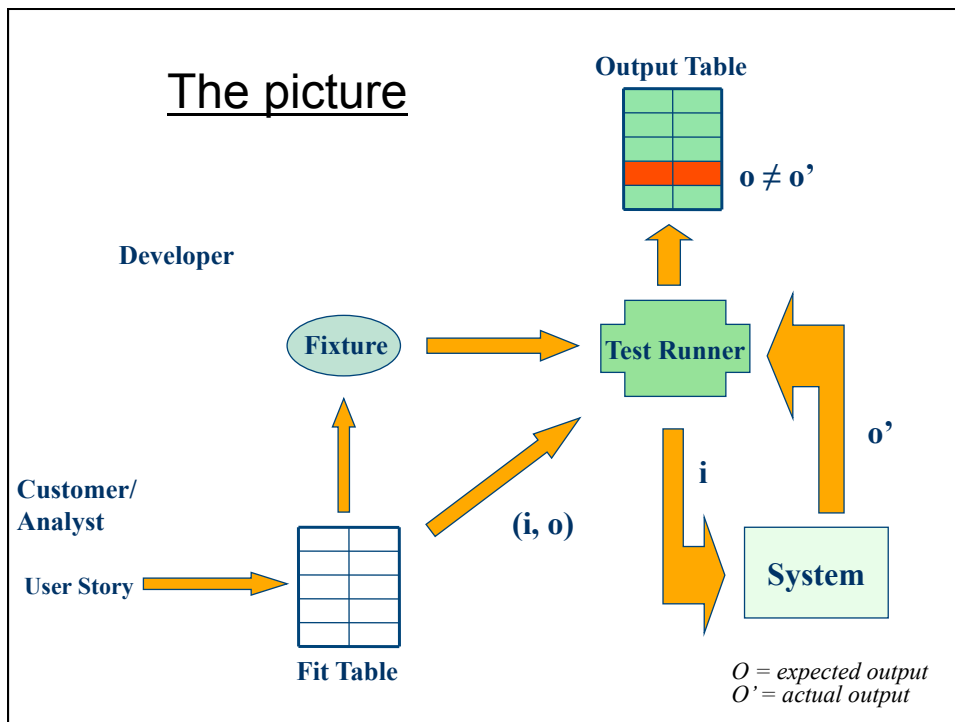 The picture
Output Table
o ≠ o’
Developer
Fixture
Test Runner
o’
i
Customer/
Analyst
(i, o)
User Story
System
Fit Table
O = expected output
O’ = actual output